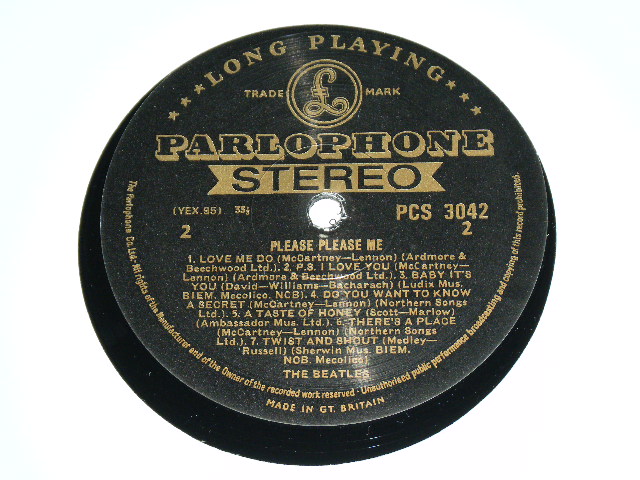 ★★★LONG PLAYING★★★
TRADE £ MARK
PARLOPHONE
STEREO
(YEX.95) 33⅓
PCS 3042
2
2
PLEASE PLEASE ME
1. LOVE ME DO (McCartney—Lennon) (Ardmore &
Beechwood Ltd.). 2. P.S. I LOVE YOU (McCartney—
Lennon) (Ardmore & Beechwood Ltd.). 3. BABY IT'S
YOU (David—Williams—Bacharach) (Ludix Mus.
BIEM. Mecolico. NCB). 4. DO YOU WANT TO KNOW
A SECRET (McCartney—Lennon) (Northern Songs
Ltd.). 5. A TASTE OF HONEY (Scott—Marlow)
(Ambassador Mus. Ltd.). 6. THERE'S A PLACE
(McCartney—Lennon) (Northern Songs
Ltd.). 7. TWIST AND SHOUT (Medley—
Russell) (Sherwin Mus. BIEM.
NCB. Mecolico)
THE BEATLES
The Parlophone Co. Ltd. All rights of the Manufacturer and of the Owner of the recorded work reserved · Unauthorised public performance broadcasting and copying of this record prohibited·
MADE IN GT. BRITAIN